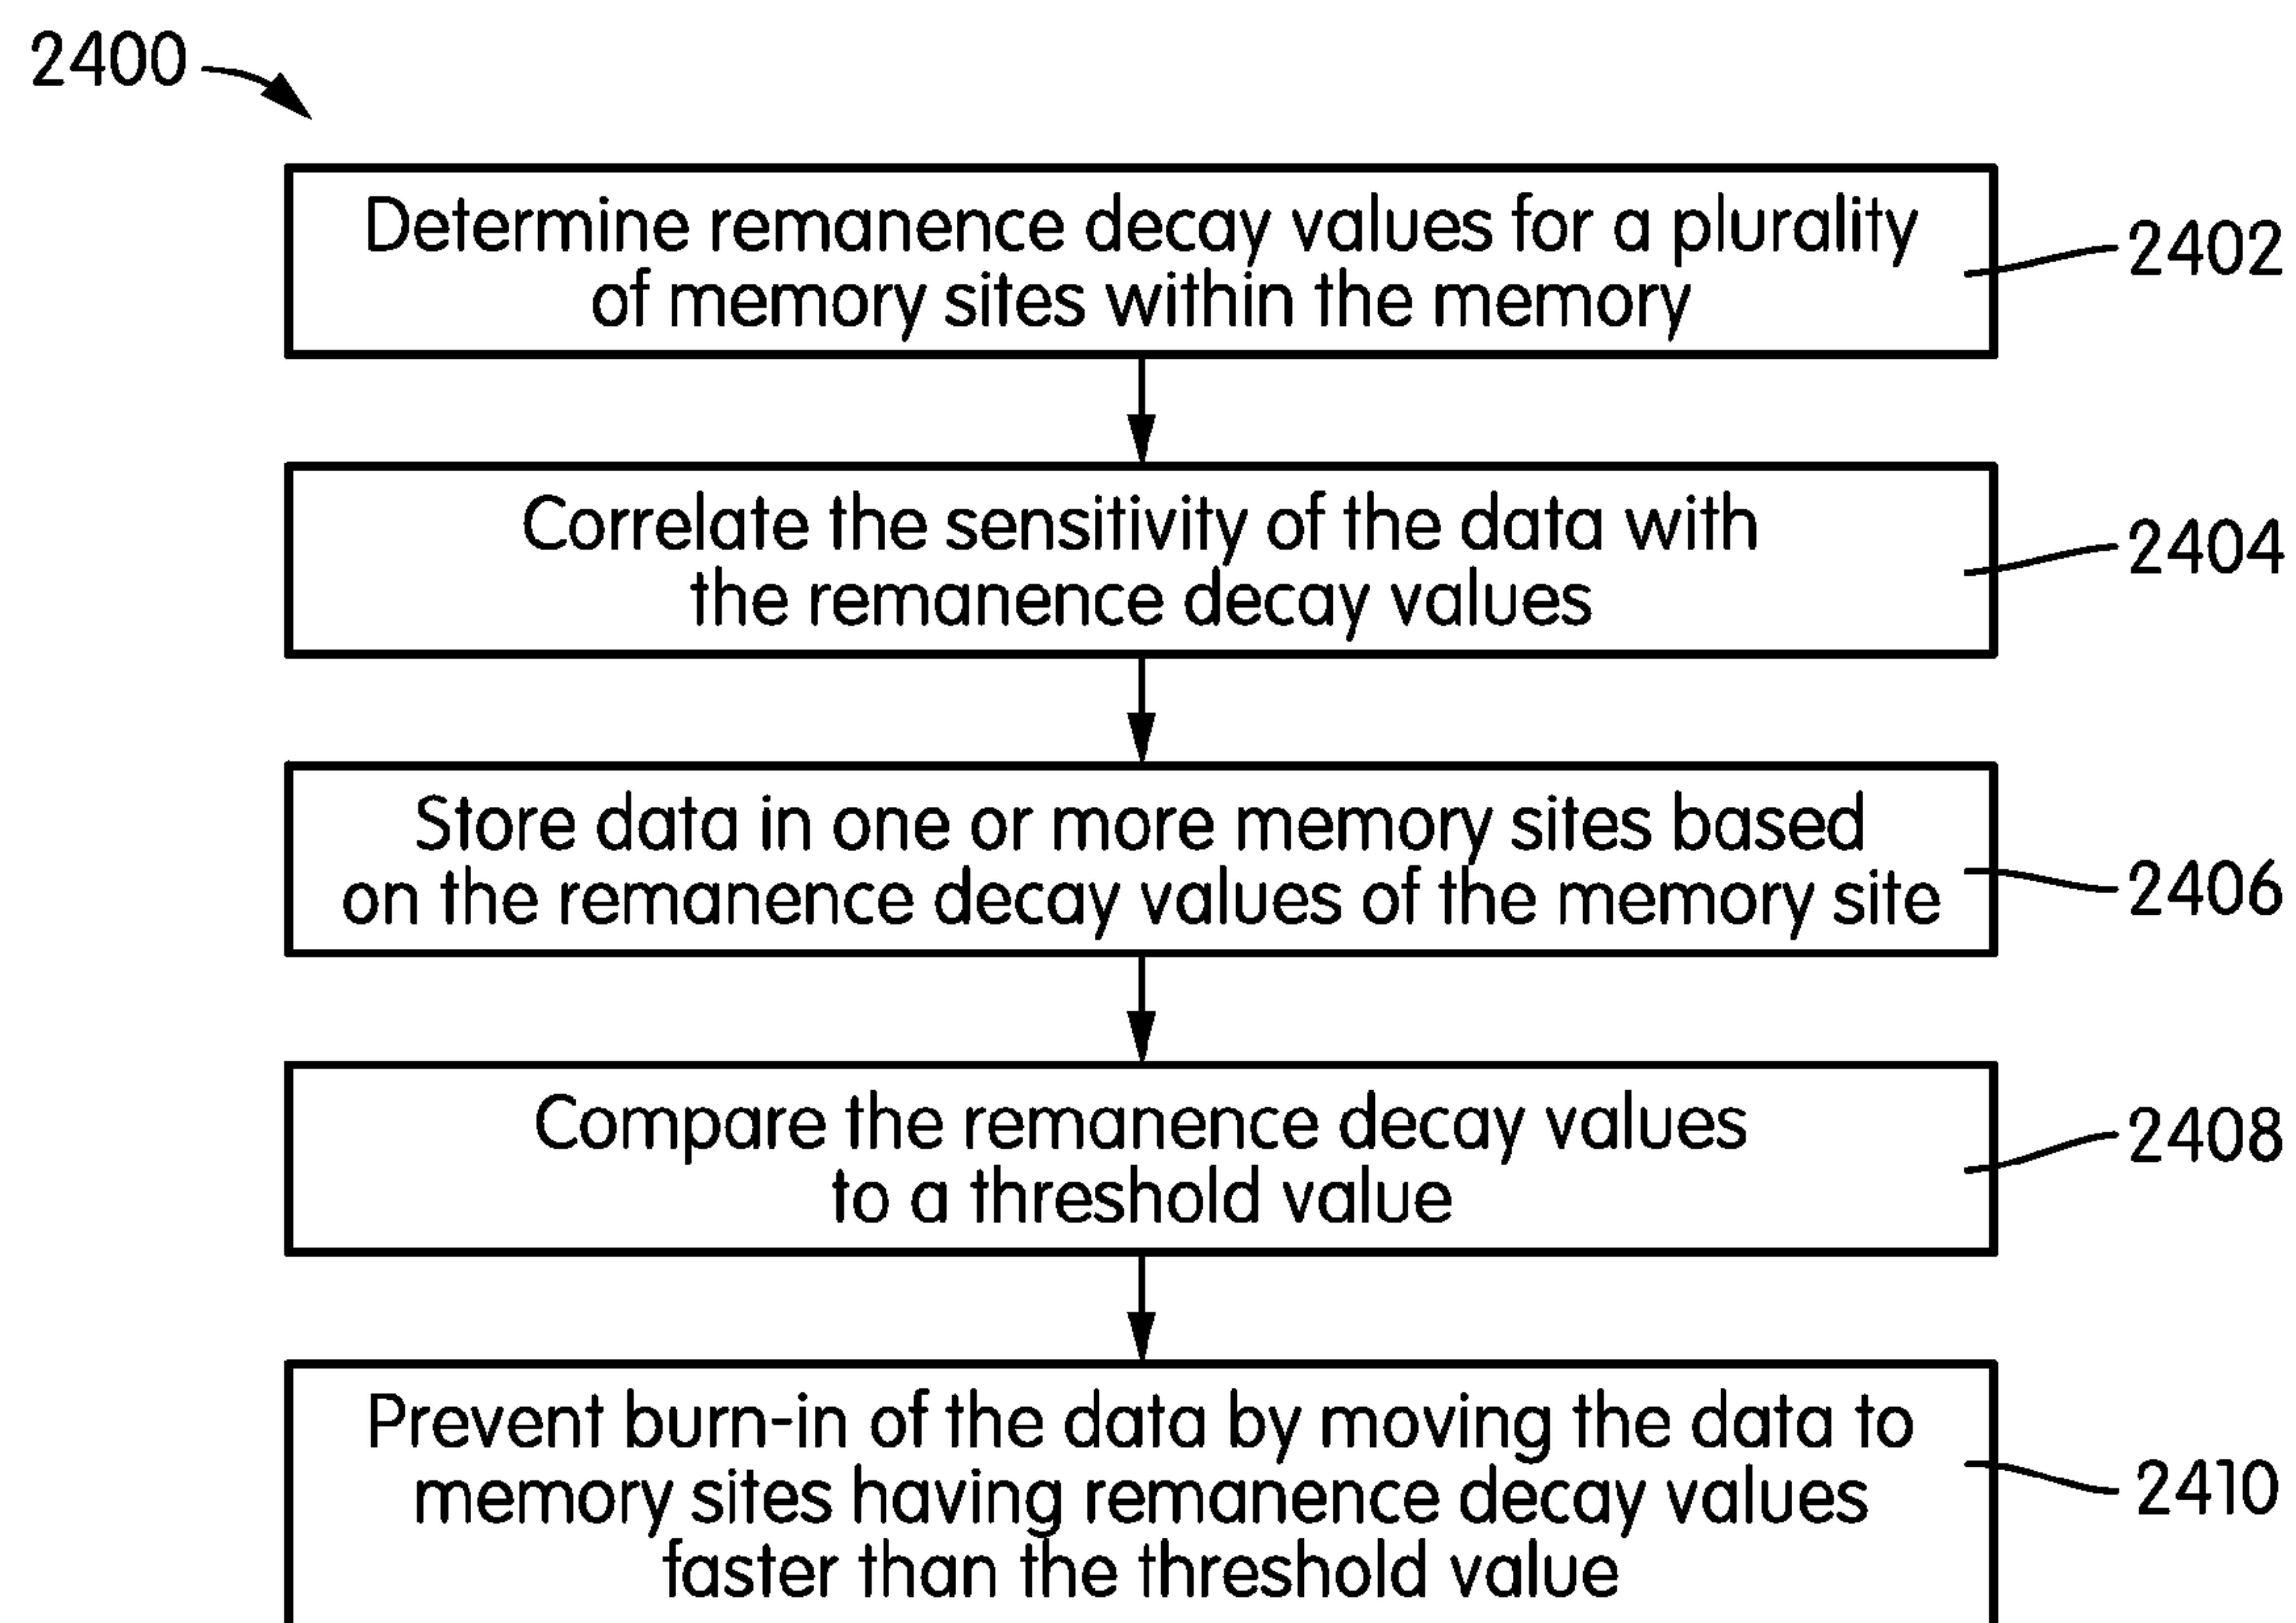 2400
Determine remanence decay values for a plurality
of memory sites within the memory
2402
Correlate the sensitivity of the data with
the remanence decay values
2404
Store data in one or more memory sites based
on the remanence decay values of the memory site
2406
Compare the remanence decay values
to a threshold value
2408
Prevent burn-in of the data by moving the data to
memory sites having remanence decay values
faster than the threshold value
2410